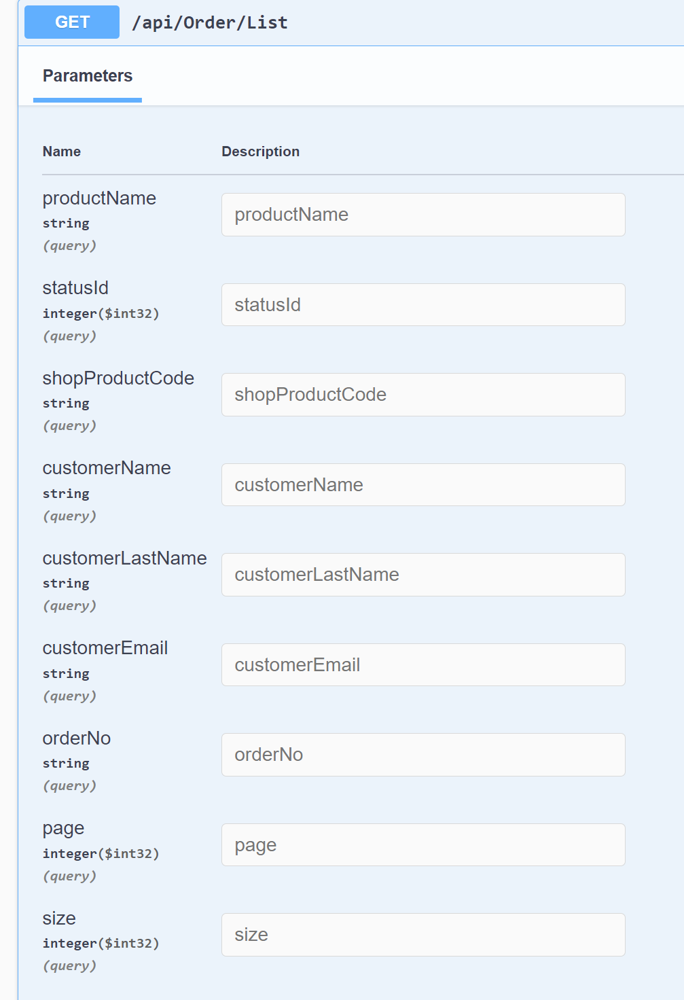 GET /api/Order/List
Parameters
Name Description
productName
string
(query)
productName
statusId
integer($int32)
(query)
statusId
shopProductCode
string
(query)
shopProductCode
customerName
string
(query)
customerName
customerLastName
string
(query)
customerLastName
customerEmail
string
(query)
customerEmail
orderNo
string
(query)
orderNo
page
integer($int32)
(query)
page
size
integer($int32)
(query)
size